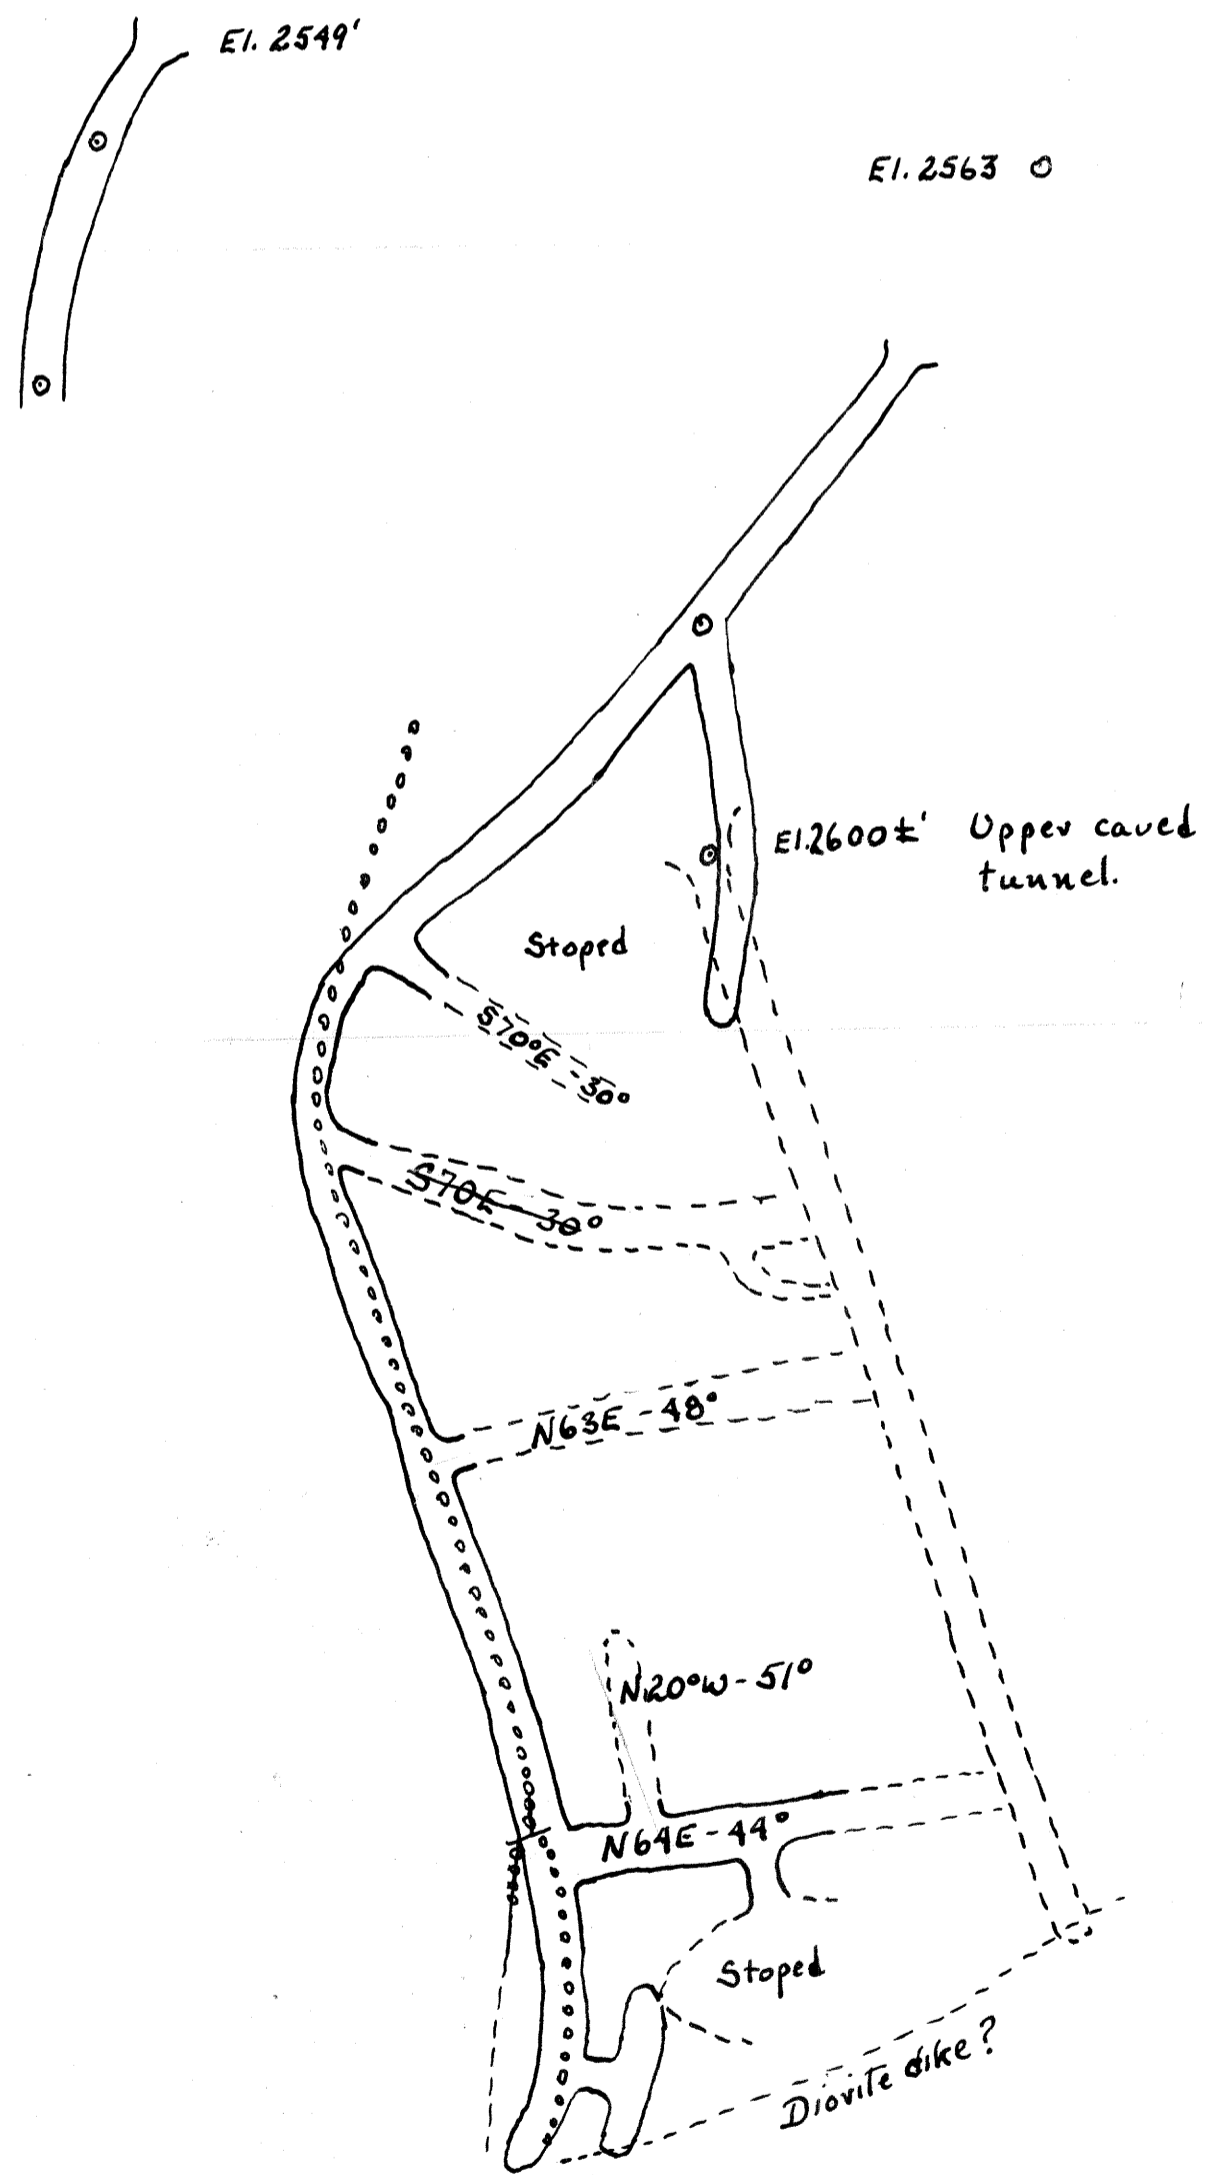 El. 2549'
El. 2563
El. 2600±' Upper caved
tunnel.
Stoped
S70°E - 30°
S70E - 30°
N63E - 48°
N20°W - 51°
N64E - 44°
Stoped
Diorite dike?